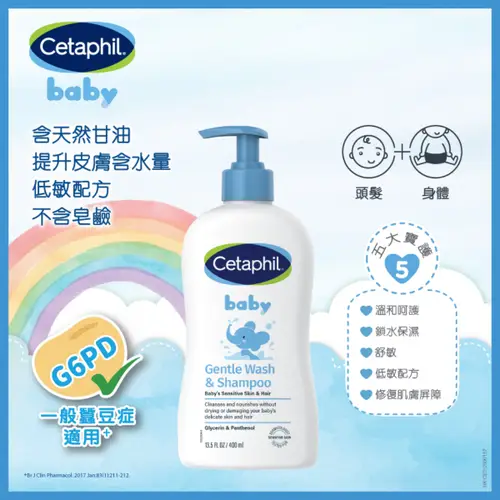 Cetaphil
baby
含天然甘油
提升皮膚含水量
低敏配方
不含皂鹼
頭髮
+
身體
五大寶護
5
溫和呵護
鎖水保濕
舒敏
低敏配方
修復肌膚屏障
G6PD
一般蠶豆症
適用+
Cetaphil
baby
Gentle Wash
& Shampoo
Baby's Sensitive Skin & Hair
Cleanses and nourishes without
drying or damaging your baby's
delicate skin and hair
Glycerin & Panthenol
13.5 FL OZ / 400 ml